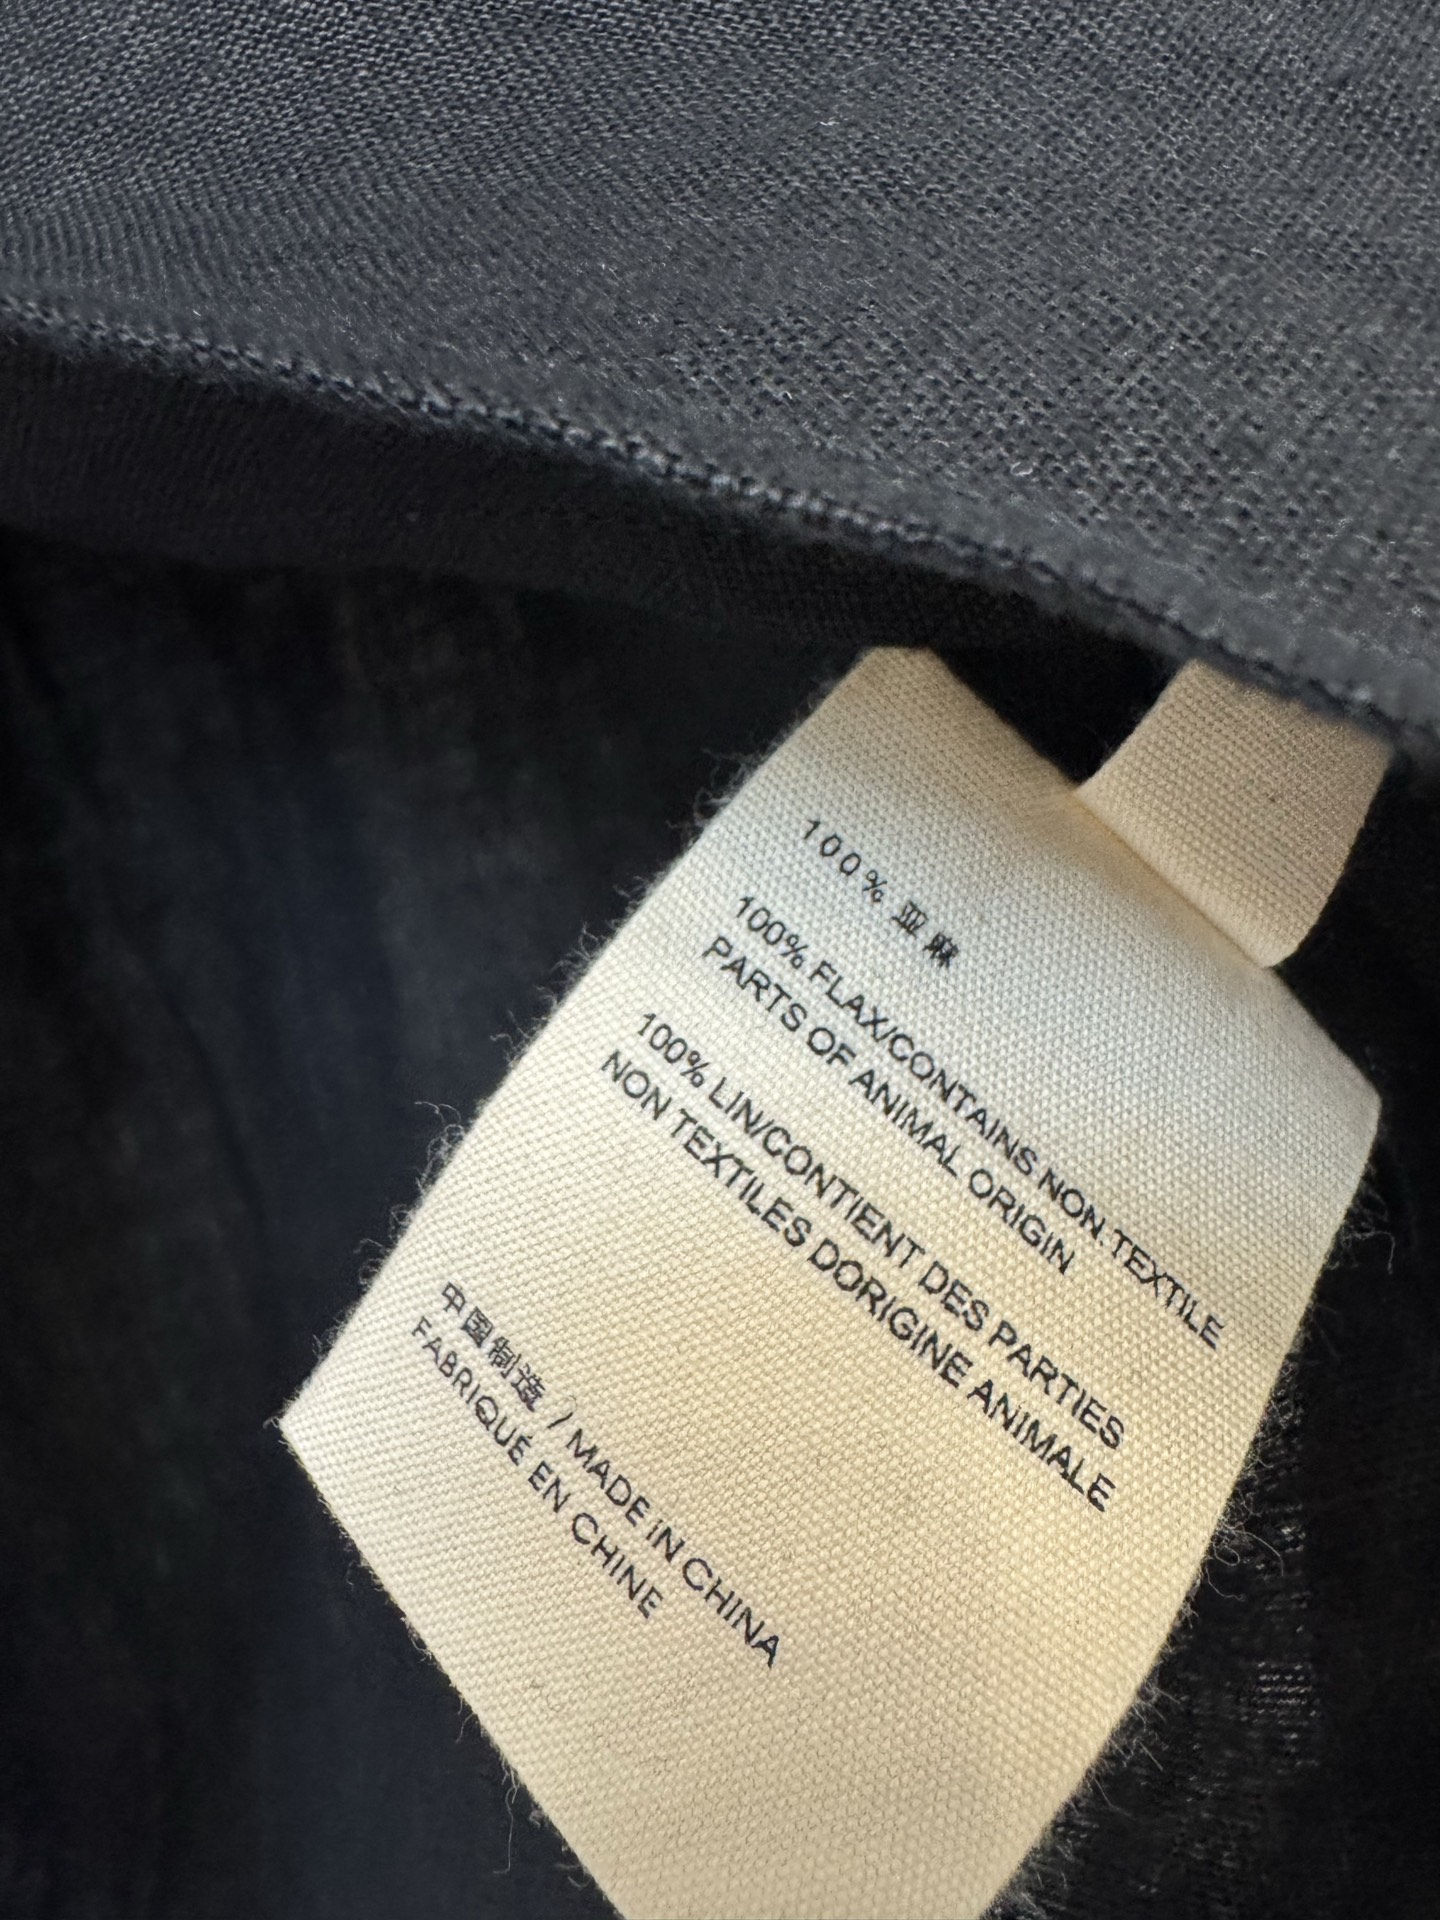 100% 亚麻
100% FLAX/CONTAINS NON TEXTILE
PARTS OF ANIMAL ORIGIN
100% LIN/CONTIENT DES PARTIES
NON TEXTILES DORIGINE ANIMALE
中国制造 / MADE IN CHINA
FABRIQUÉ EN CHINE